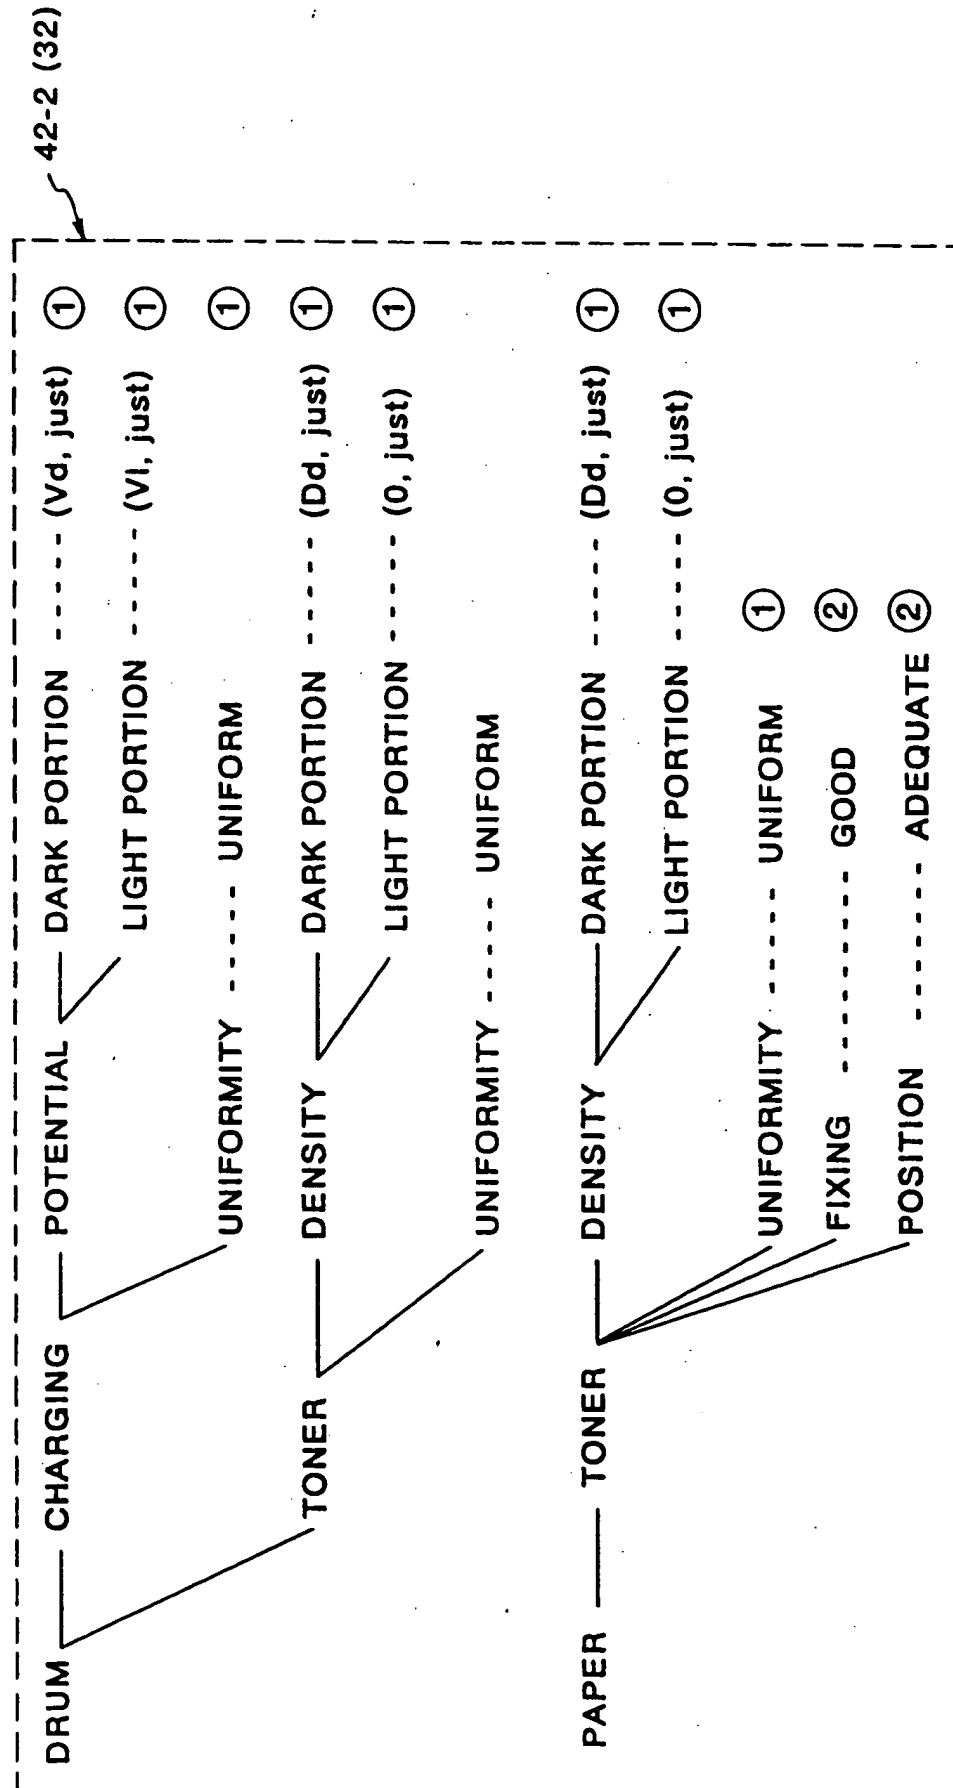 42-2 (32)
DRUM CHARGING POTENTIAL DARK PORTION ----- (Vd, just) ①
LIGHT PORTION ----- (Vl, just) ①
UNIFORMITY ----- UNIFORM ①
TONER DENSITY DARK PORTION ----- (Dd, just) ①
LIGHT PORTION ----- (0, just) ①
UNIFORMITY ----- UNIFORM
PAPER TONER DENSITY DARK PORTION ----- (Dd, just) ①
LIGHT PORTION ----- (0, just) ①
UNIFORMITY ----- UNIFORM ①
FIXING --------- GOOD ②
POSITION ------- ADEQUATE ②